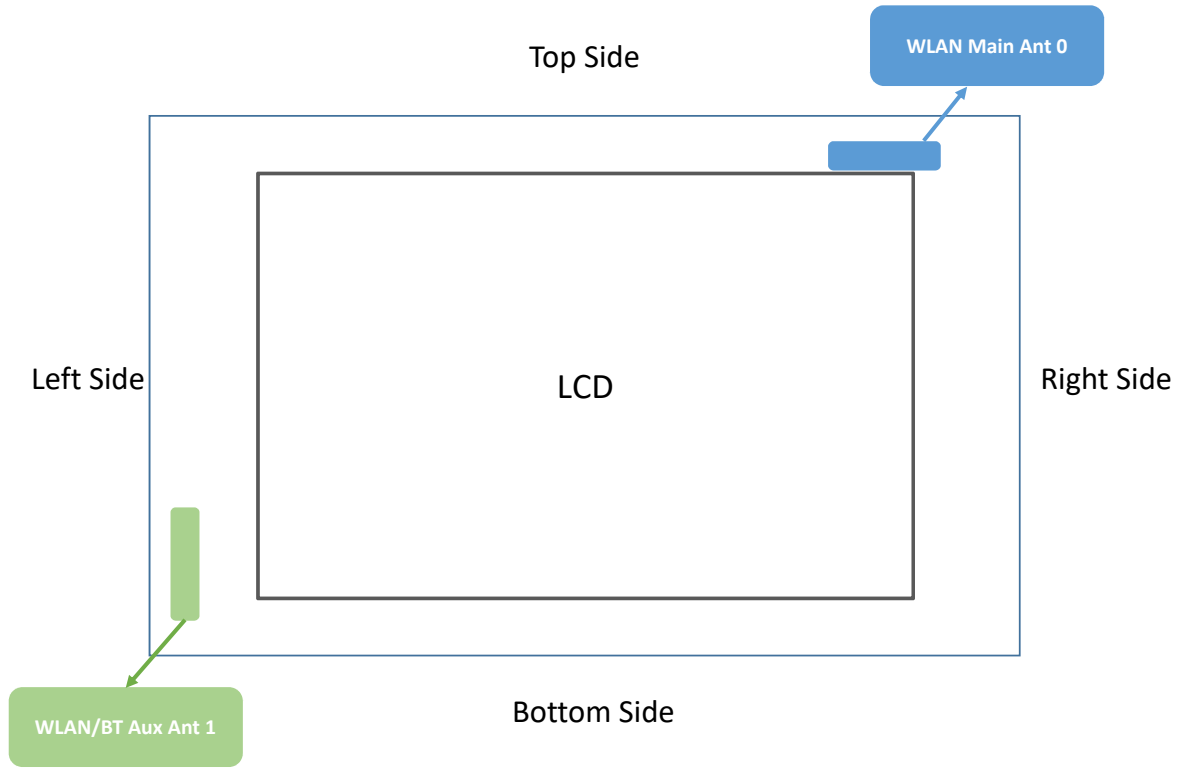 WLAN Main Ant 0
Top Side
Left Side
LCD
Right Side
Bottom Side
WLAN/BT Aux Ant 1